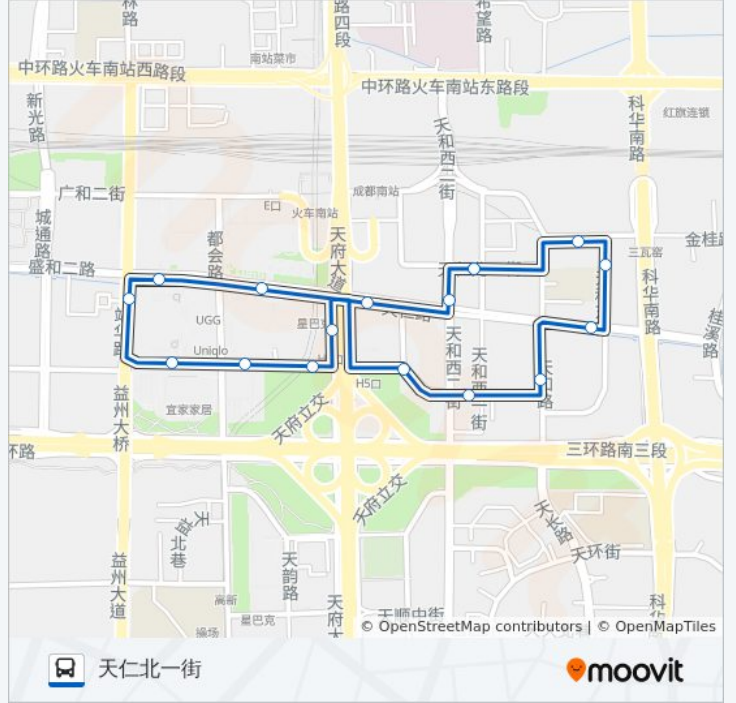 林路
路四段
希望路
南站菜市
中环路火车南站西路段
中环路火车南站东路段
新光路
科华南路
红旗连锁
天和西二街
广和二街
E口
成都南站
火车南站
城通路
都会路
天府大道
金桂路
三瓦窑
盛和二路
科华南路
UGG
星巴克
天仁路
桂溪路
Uniqlo
天和西二街
天和西一街
H5口
益州大桥
宜家家居
天府立交
环路
三环路南三段
天府立交
天长路
天环街
天益北巷
天韵路
益州大道
高新
星巴克
天府大
天顺中街
科华
操场
© OpenStreetMap contributors | © OpenMapTiles
天仁北一街
moovit